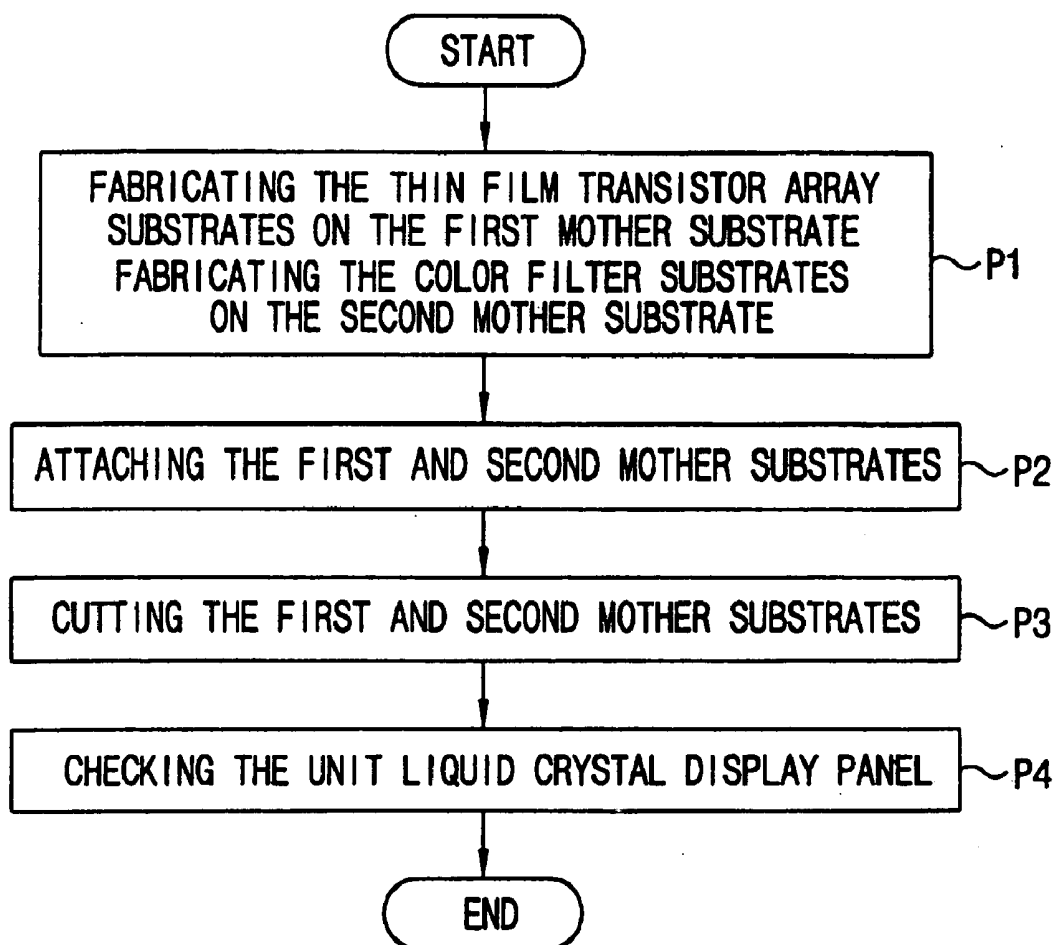 START
FABRICATING THE THIN FILM TRANSISTOR ARRAY
SUBSTRATES ON THE FIRST MOTHER SUBSTRATE
FABRICATING THE COLOR FILTER SUBSTRATES
ON THE SECOND MOTHER SUBSTRATE
P1
ATTACHING THE FIRST AND SECOND MOTHER SUBSTRATES
P2
CUTTING THE FIRST AND SECOND MOTHER SUBSTRATES
P3
CHECKING THE UNIT LIQUID CRYSTAL DISPLAY PANEL
P4
END